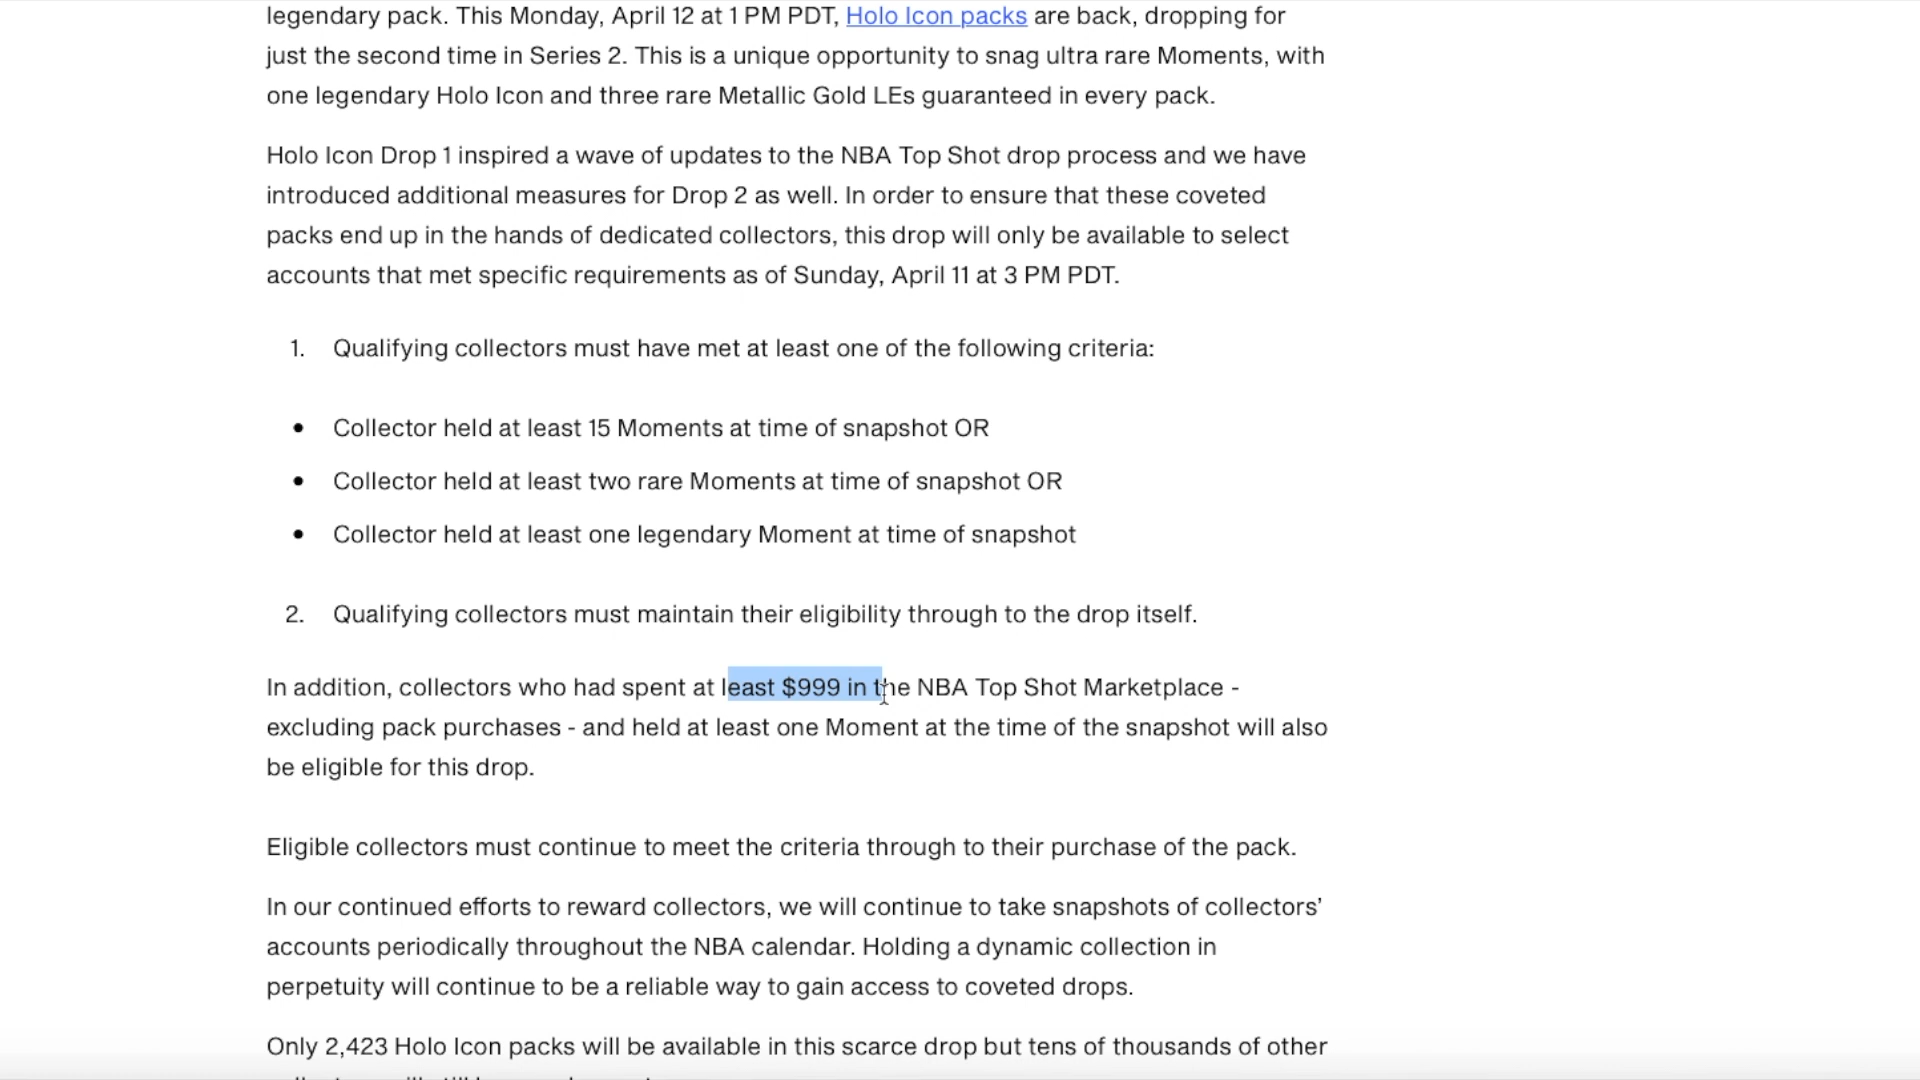 legendary pack. This Monday, April 12 at 1 PM PDT, Holo Icon packs are back, dropping for
just the second time in Series 2. This is a unique opportunity to snag ultra rare Moments, with
one legendary Holo Icon and three rare Metallic Gold LEs guaranteed in every pack.
Holo Icon Drop 1 inspired a wave of updates to the NBA Top Shot drop process and we have
introduced additional measures for Drop 2 as well. In order to ensure that these coveted
packs end up in the hands of dedicated collectors, this drop will only be available to select
accounts that met specific requirements as of Sunday, April 11 at 3 PM PDT.
1. Qualifying collectors must have met at least one of the following criteria:
• Collector held at least 15 Moments at time of snapshot OR
• Collector held at least two rare Moments at time of snapshot OR
• Collector held at least one legendary Moment at time of snapshot
2. Qualifying collectors must maintain their eligibility through to the drop itself.
In addition, collectors who had spent at least $999 in the NBA Top Shot Marketplace -
excluding pack purchases - and held at least one Moment at the time of the snapshot will also
be eligible for this drop.
Eligible collectors must continue to meet the criteria through to their purchase of the pack.
In our continued efforts to reward collectors, we will continue to take snapshots of collectors’
accounts periodically throughout the NBA calendar. Holding a dynamic collection in
perpetuity will continue to be a reliable way to gain access to coveted drops.
Only 2,423 Holo Icon packs will be available in this scarce drop but tens of thousands of other